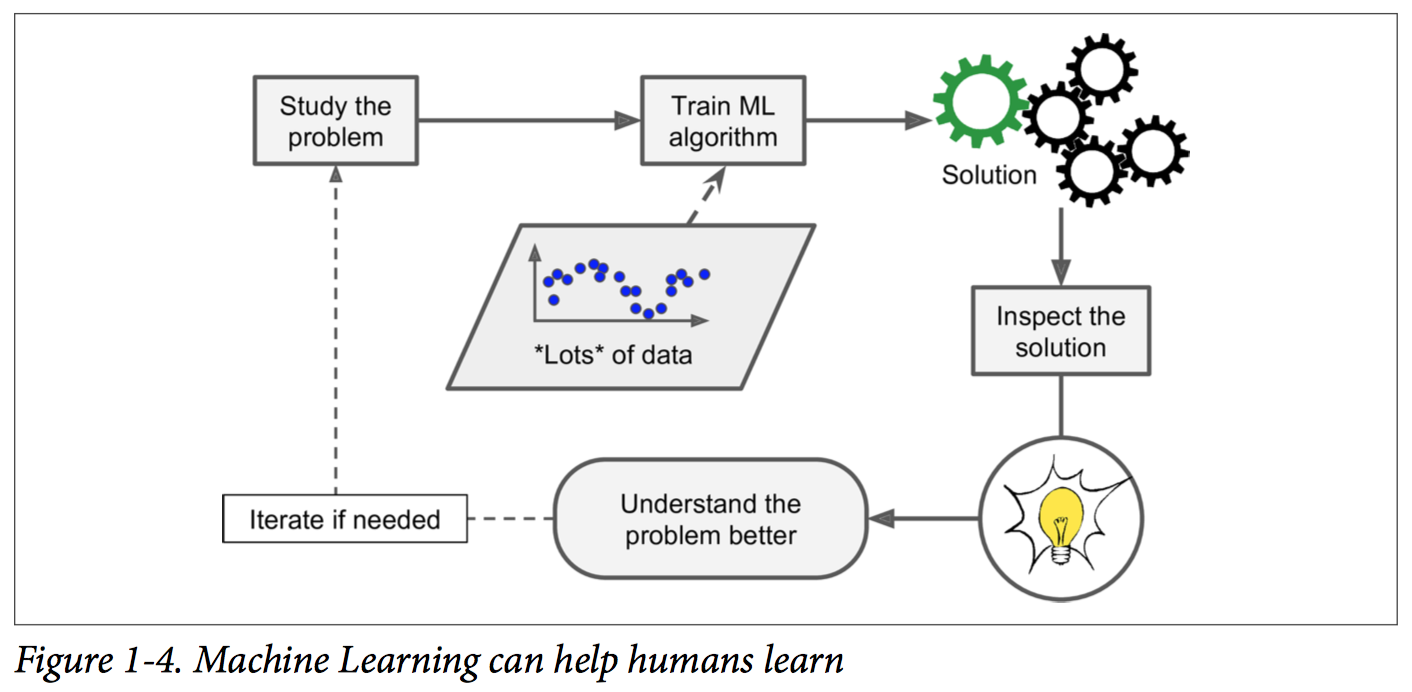 Study the
problem
Train ML
algorithm
Solution
*Lots* of data
Inspect the
solution
Understand the
problem better
Iterate if needed
Figure 1-4. Machine Learning can help humans learn